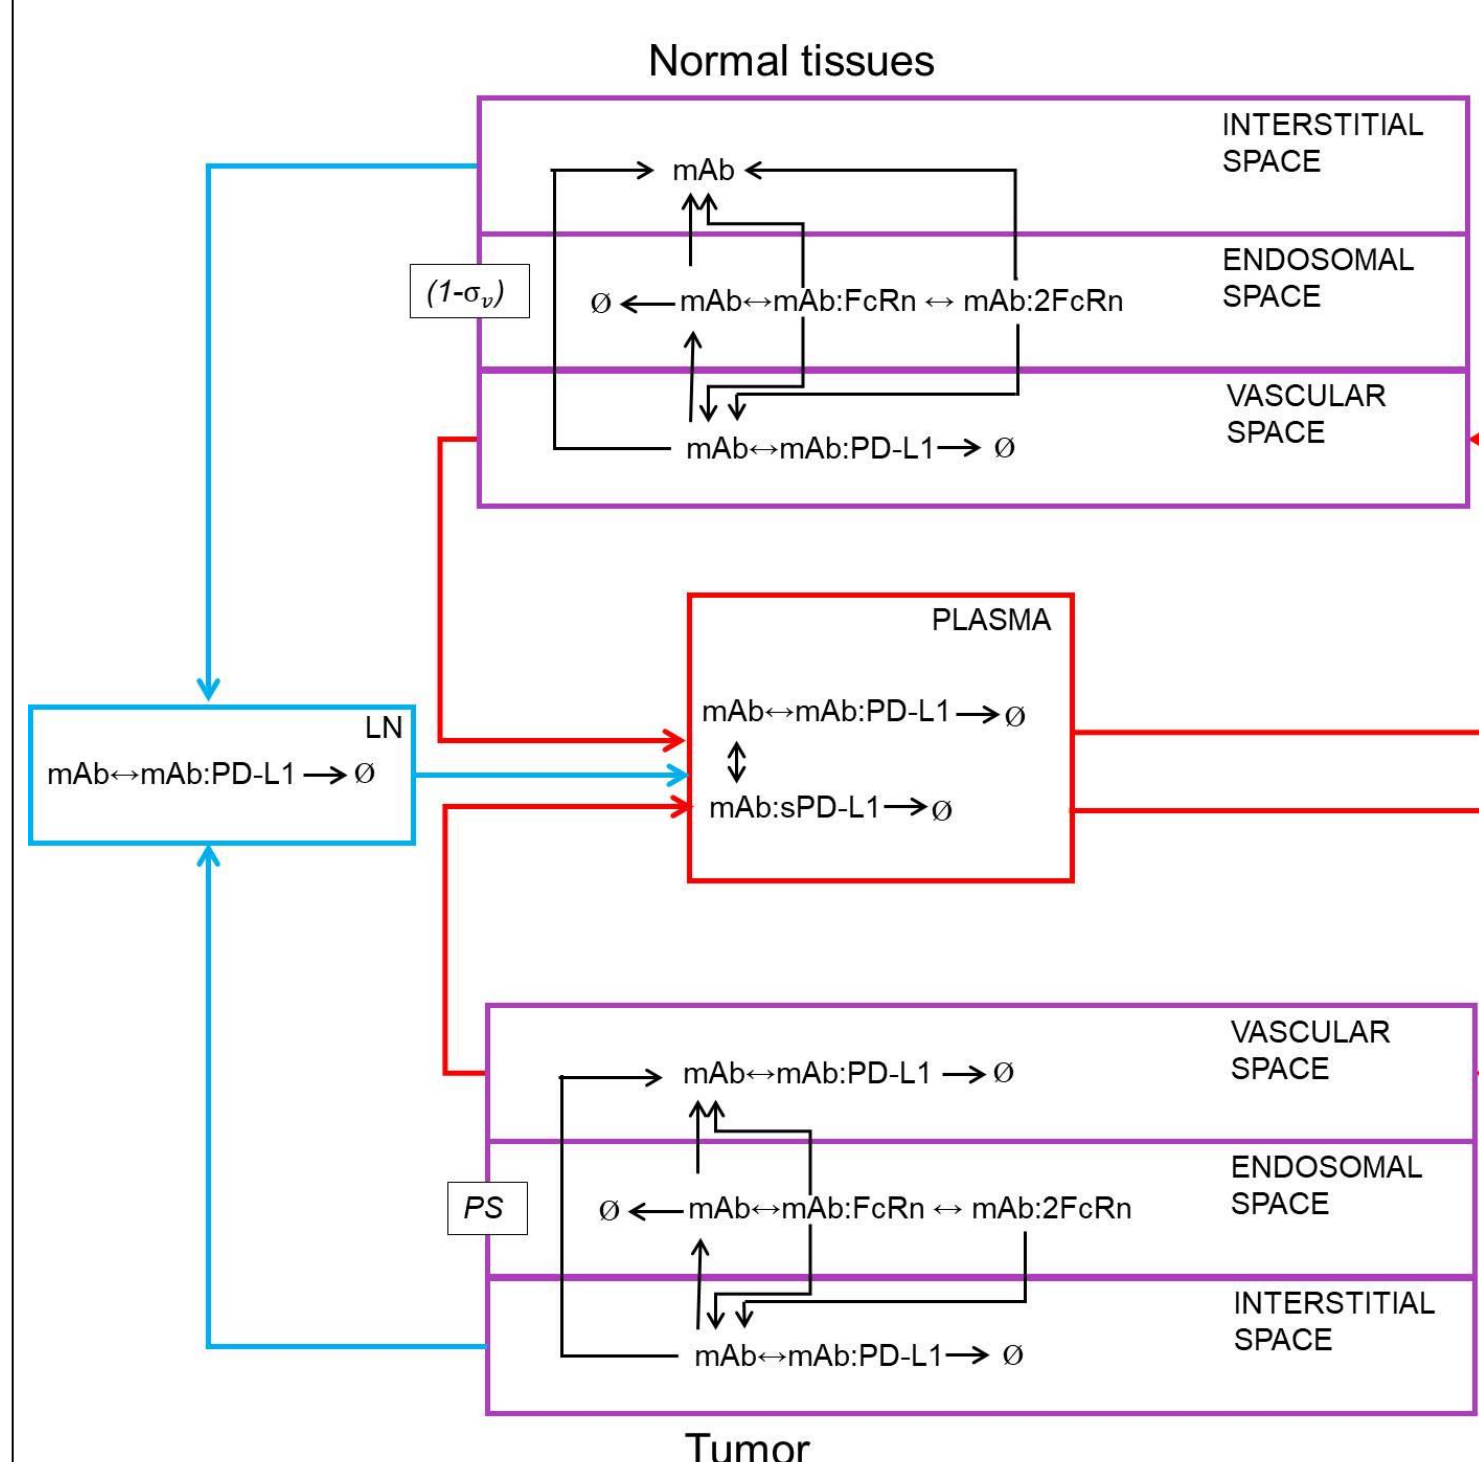 Normal tissues
INTERSTITIAL
SPACE
mAb
ENDOSOMAL
SPACE
(1-σᵥ)
Ø mAb↔mAb:FcRn ↔ mAb:2FcRn
VASCULAR
SPACE
mAb↔mAb:PD-L1→ Ø
PLASMA
mAb↔mAb:PD-L1→Ø
LN
mAb↔mAb:PD-L1→Ø
mAb:sPD-L1→Ø
VASCULAR
SPACE
mAb↔mAb:PD-L1→Ø
ENDOSOMAL
SPACE
PS
Ø←mAb↔mAb:FcRn ↔ mAb:2FcRn
INTERSTITIAL
SPACE
mAb↔mAb:PD-L1→ Ø
Tumor